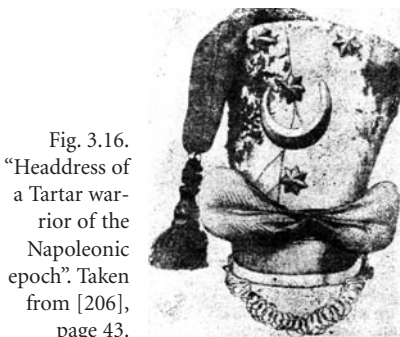 Fig. 3.16.
“Headdress of
a Tartar war-
rior of the
Napoleonic
epoch”. Taken
from [206],
page 43.